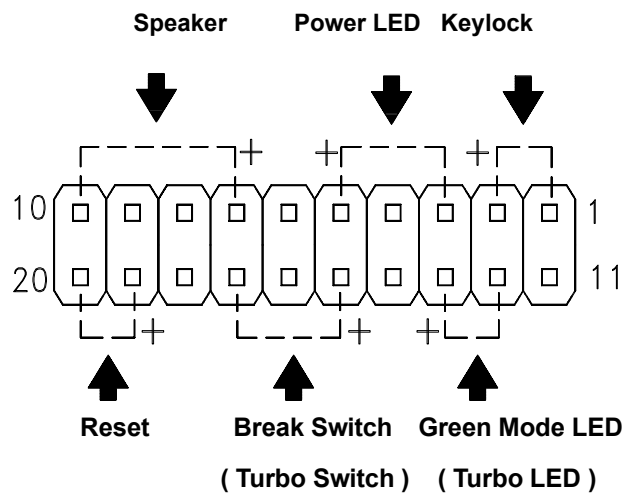 Speaker Power LED Keylock
+ + +
10 1
20 11
+ + +
Reset Break Switch Green Mode LED
( Turbo Switch ) ( Turbo LED )